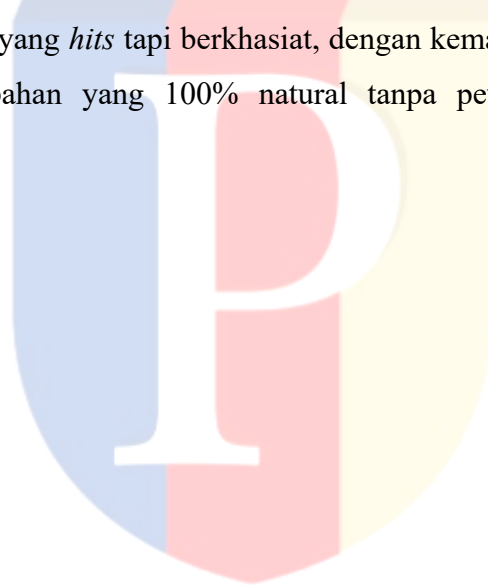 yang hits tapi berkhasiat, dengan kema
bahan yang 100% natural tanpa pe
P